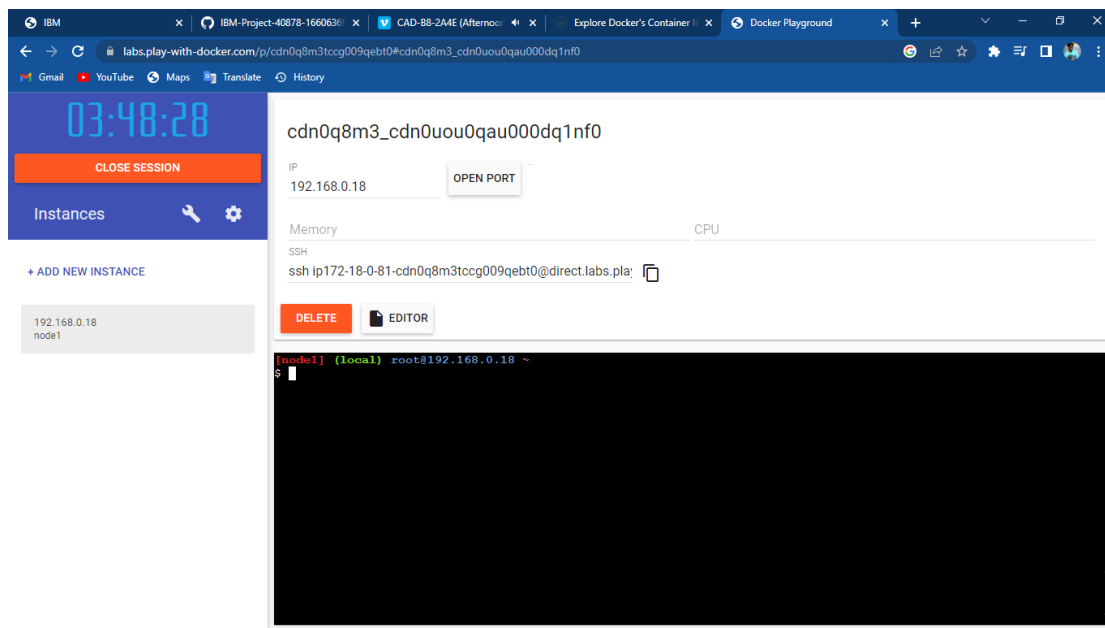 IBM
IBM-Project-40878-16606369
CAD-B8-2A4E (Afternoon
Explore Docker's Container I
Docker Playground
labs.play-with-docker.com/p/cdn0q8m3tccg009qebt0#cdn0q8m3_cdn0uou0qau000dq1nf0
Gmail YouTube Maps Translate History
03:48:28
CLOSE SESSION
Instances
+ ADD NEW INSTANCE
192.168.0.18
node1
cdn0q8m3_cdn0uou0qau000dq1nf0
IP
192.168.0.18
OPEN PORT
Memory
CPU
SSH
ssh ip172-18-0-81-cdn0q8m3tccg009qebt0@direct.labs.pla
DELETE
EDITOR
[node1] (local) root@192.168.0.18 ~
$